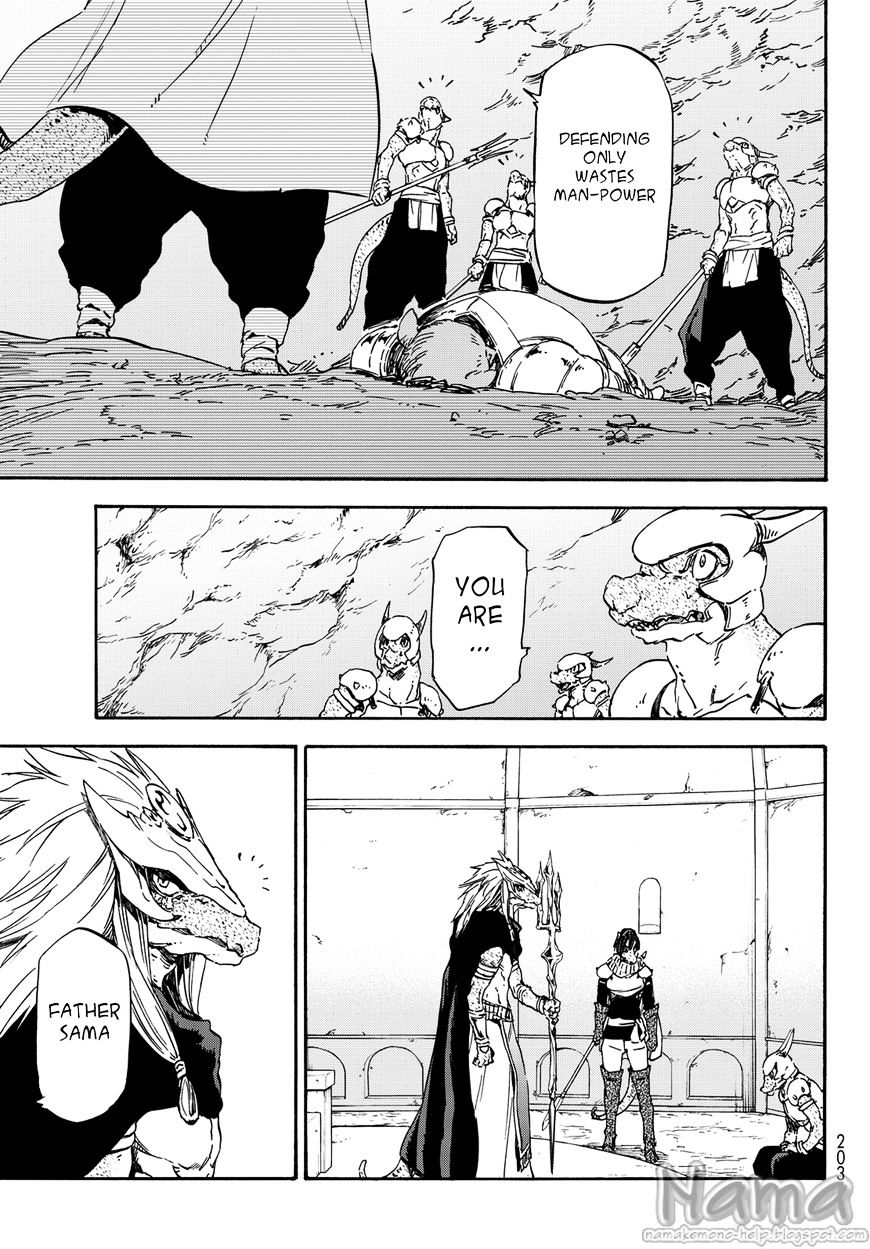 DEFENDING
ONLY
WASTES
MAN-POWER
YOU
ARE
...
FATHER
SAMA
203
Nama
namakemono-help.blogspot.com